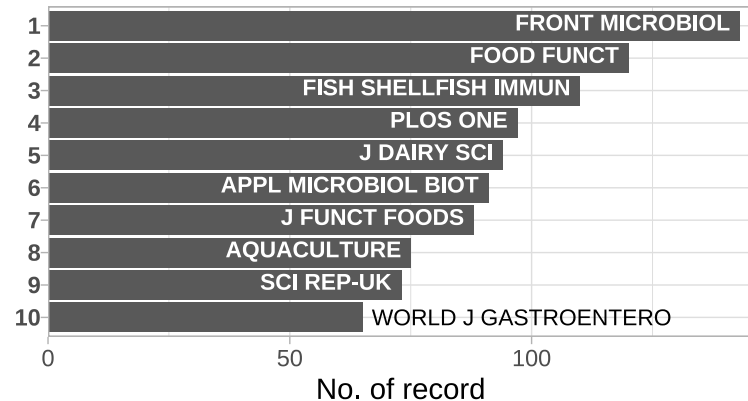 1 FRONT MICROBIOL
2 FOOD FUNCT
3 FISH SHELLFISH IMMUN
4 PLOS ONE
5 J DAIRY SCI
6 APPL MICROBIOL BIOT
7 J FUNCT FOODS
8 AQUACULTURE
9 SCI REP-UK
10 WORLD J GASTROENTERO
0 50 100
No. of record